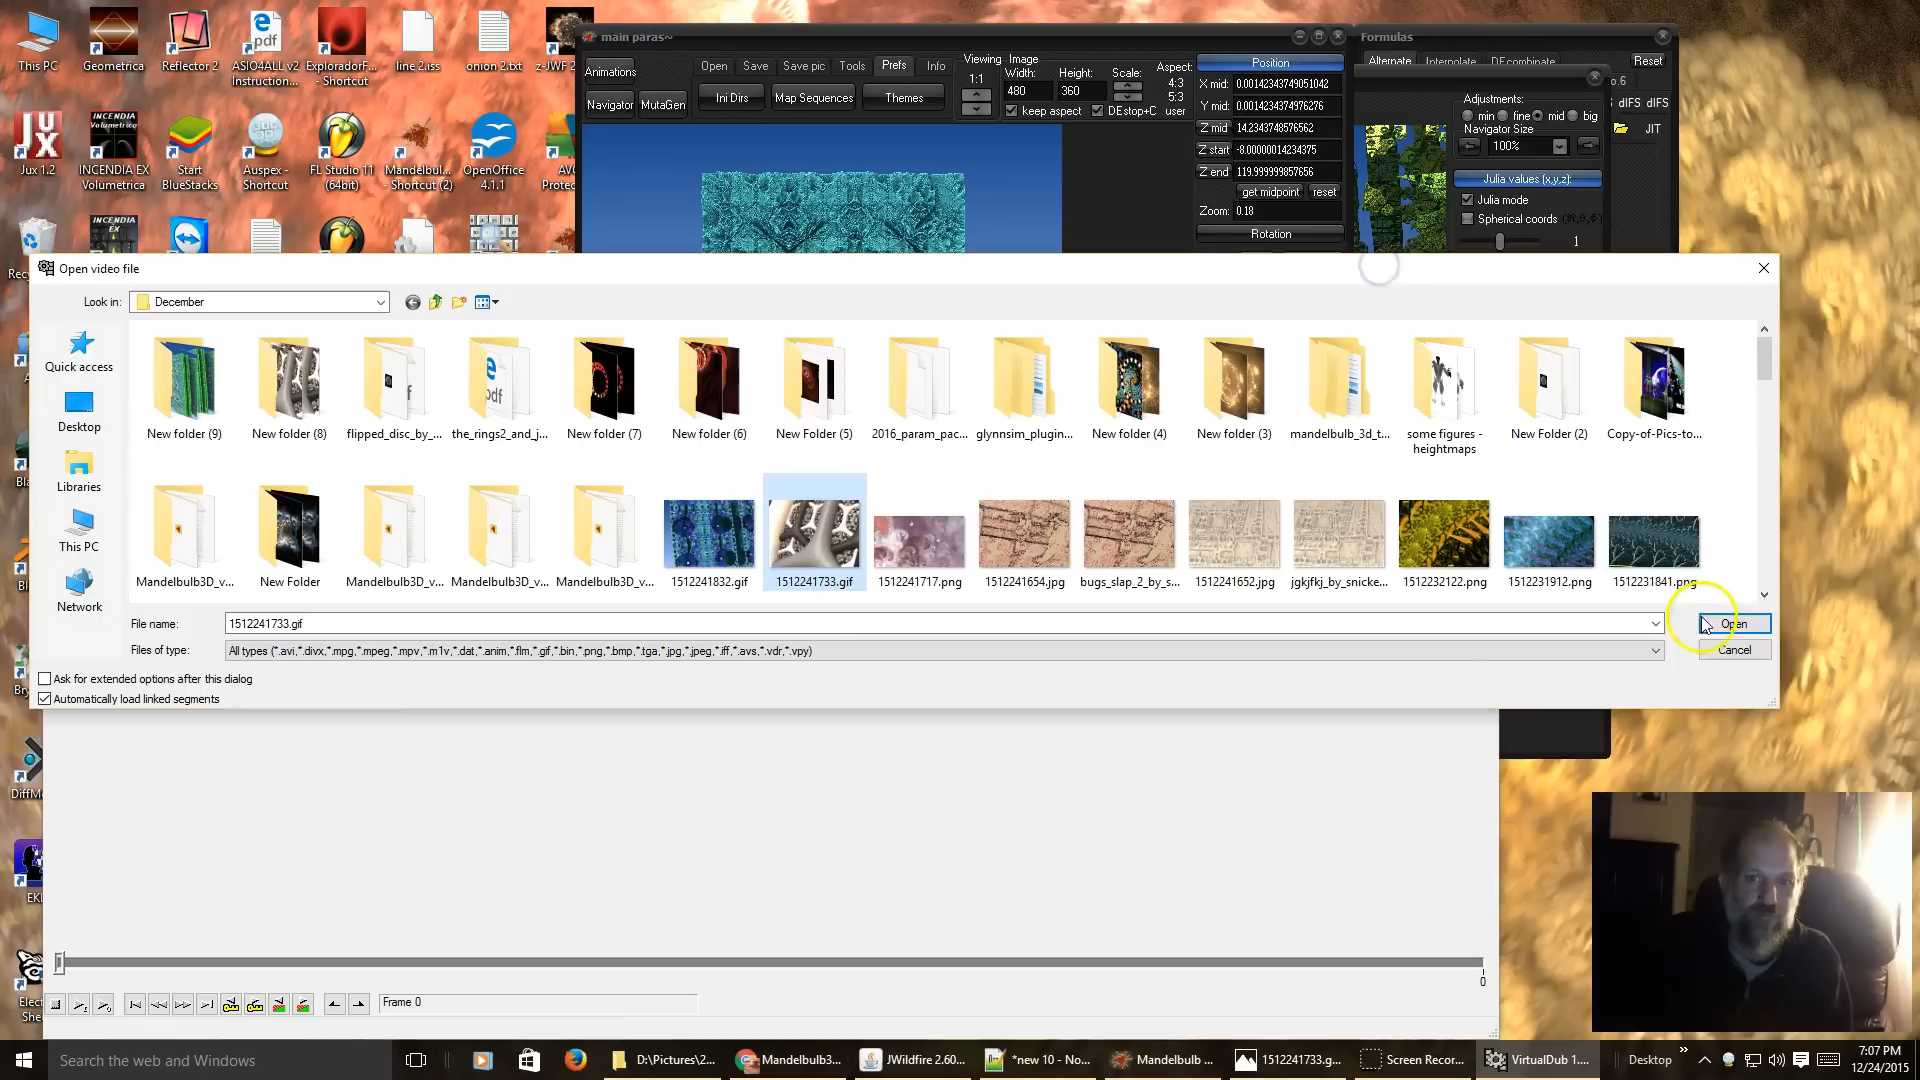 This PC
Geometrica
Reflector 2
ASIO4ALL v2
Instruction...
ExploradorF...
- Shortcut
line 2.iss
onion 2.txt
z-JWF 2
Jux 1.2
INCENDIA EX
Volumetrica
Start
BlueStacks
Auspex -
Shortcut
FL Studio 11
(64bit)
Mandelbul...
- Shortcut (2)
OpenOffice
4.1.1
AVG
Protec
main paras~
Animations
Open
Save
Save pic
Tools
Prefs
Info
Navigator
MutaGen
Ini Dirs
Map Sequences
Themes
Viewing
1:1
Image
Width:
Height:
Scale:
Aspect:
480
360
4:3
5:3
keep aspect
DEstop+C
user
Position
X mid: 0.00142343749051042
Y mid: 0.0014234374976276
Z mid 14.2343748576562
Z start -8.00000014234375
Z end 119.999999857656
get midpoint
reset
Zoom: 0.18
Rotation
Formulas
Alternate
Interpolate
DEcombinate
Reset
o.6
dIFS
dIFS
JIT
Adjustments:
min
fine
mid
big
Navigator Size
100%
Julia values (x,y,z):
Julia mode
Spherical coords
1
Open video file
Look in:
December
Quick access
Desktop
Libraries
This PC
Network
New folder (9)
New folder (8)
flipped_disc_by_...
the_rings2_and_j...
New folder (7)
New folder (6)
New Folder (5)
2016_param_pac...
glynnsim_plugin...
New folder (4)
New folder (3)
mandelbulb_3d_t...
some figures -
heightmaps
New Folder (2)
Copy-of-Pics-to...
Mandelbulb3D_v...
New Folder
Mandelbulb3D_v...
Mandelbulb3D_v...
Mandelbulb3D_v...
1512241832.gif
1512241733.gif
1512241717.png
1512241654.jpg
bugs_slap_2_by_s...
1512241652.jpg
jgkjfkj_by_snicke...
1512232122.png
1512231912.png
1512231841.png
File name:
1512241733.gif
Open
Files of type:
All types (*.avi,*.divx,*.mpg,*.mpeg,*.mpv,*.m1v,*.dat,*.anim,*.flm,*.gif,*.bin,*.png,*.bmp,*.tga,*.jpg,*.jpeg,*.iff,*.avs,*.vdr,*.vpy)
Cancel
Ask for extended options after this dialog
Automatically load linked segments
0
Frame 0
Search the web and Windows
D:\Pictures\2...
Mandelbulb3...
JWildfire 2.60...
*new 10 - No...
Mandelbulb ...
1512241733.g...
Screen Recor...
VirtualDub 1....
Desktop
7:07 PM
12/24/2015